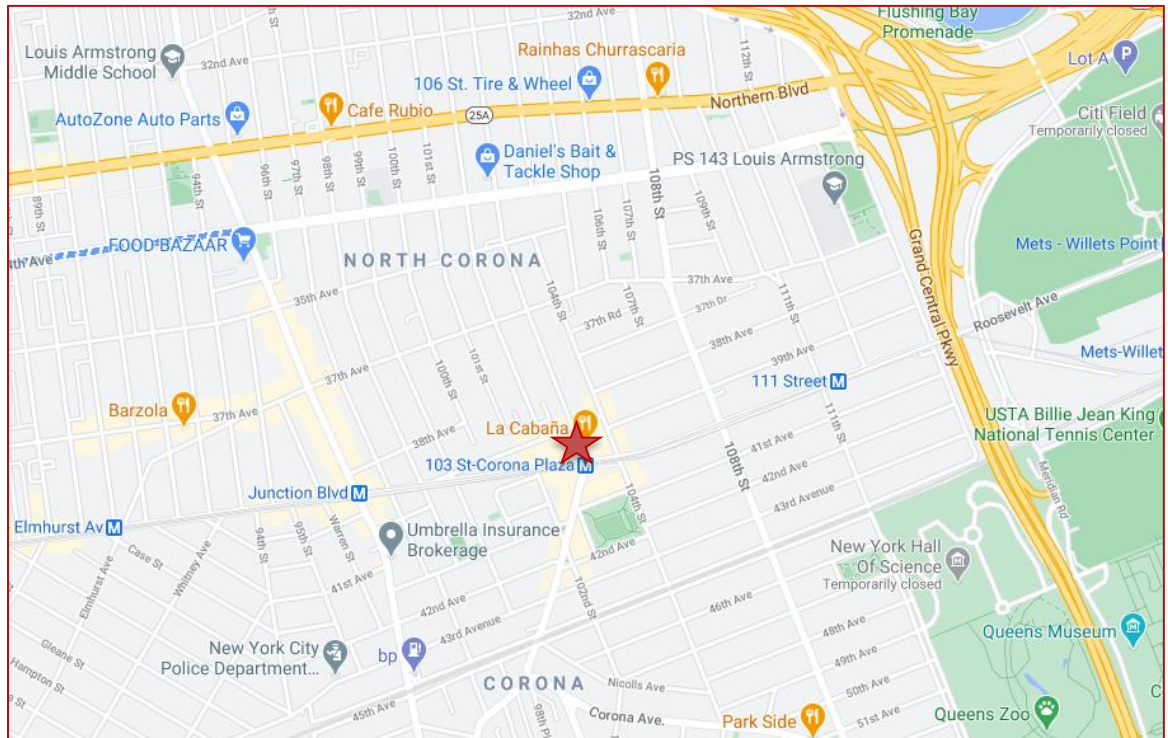 32nd Ave
Flushing Bay
Promenade
Louis Armstrong
Middle School
32nd Ave
Rainhas Churrascaria
112th St
Lot A
P
106 St. Tire & Wheel
Northern Blvd
AutoZone Auto Parts
Cafe Rubio
25A
Citi Field
Temporarily closed
94th St
96th St
97th St
98th St
99th St
100th St
101st St
Daniel's Bait &
Tackle Shop
PS 143 Louis Armstrong
108th St
109th St
89th St
106th St
107th St
FOOD BAZAAR
4th Ave
NORTH CORONA
Grand Central Pkwy
Mets - Willets Point
35th Ave
104th St
37th Ave
37th Dr
111th St
107th St
37th Rd
Roosevelt Ave
38th Ave
39th Ave
101st St
100th St
37th Ave
Mets-Willet
111 Street
M
Barzola
37th Ave
La Cabaña
38th Ave
111th St
USTA Billie Jean King
National Tennis Center
41st Ave
103 St-Corona Plaza
M
108th St
42nd Ave
Junction Blvd
M
43rd Avenue
104th St
Meridian Rd
Elmhurst Av
M
95th St
94th St
Warren St
Umbrella Insurance
Brokerage
Case St
Whitney Ave
Elmhurst Ave
42nd Ave
New York Hall
Of Science
Temporarily closed
41st Ave
102nd St
42nd Ave
46th Ave
43rd Avenue
48th Ave
Queens Museum
New York City
Police Department...
bp
Gleane St
Hampton St
49th Ave
CORONA
Nicolls Ave
50th Ave
45th Ave
98th Pl
Corona Ave.
Park Side
51st Ave
Queens Zoo
C